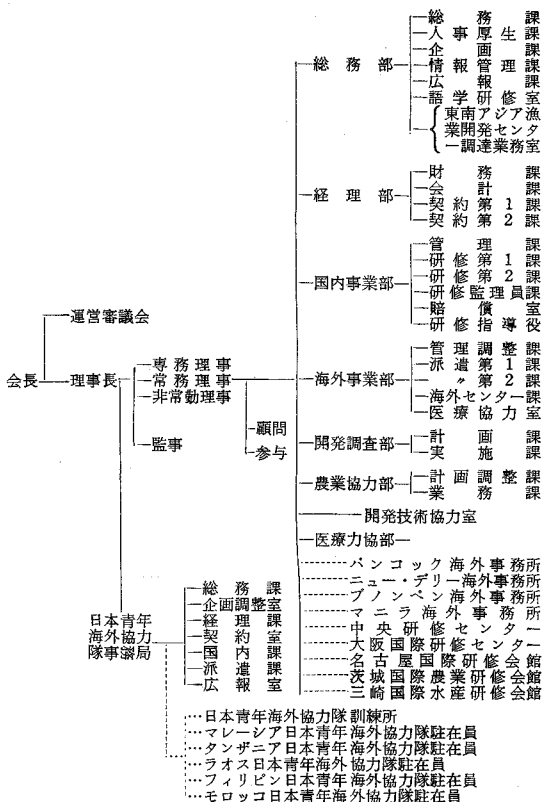 総務部
総務課
人事厚生課
企画課
情報管理課
広報課
語学研修室
東南アジア漁
業開発センタ
ー調達業務室
経理部
財務課
会計課
契約第1課
契約第2課
国内事業部
管理課
研修第1課
研修第2課
研修監理員課
賠償室
研修指導役
運営審議会
会長
理事長
専務理事
常務理事
非常勤理事
監事
顧問
参与
海外事業部
管理調整課
派遣第1課
〃第2課
海外センター課
医療協力室
開発調査部
計画課
実施課
農業協力部
計画調整課
業務課
開発技術協力室
医療力協部
バンコック海外事務所
ニュー・デリー海外事務所
プノンペン海外事務所
マニラ海外事務所
中央研修センター
大阪国際研修センター
名古屋国際研修会館
茨城国際農業研修会館
三崎国際水産研修会館
日本青年
海外協力
隊事務局
総務課
企画調整室
経理課
契約室
国内課
派遣課
広報室
日本青年海外協力隊訓練所
マレーシア日本青年海外協力隊駐在員
タンザニア日本青年海外協力隊駐在員
ラオス日本青年海外協力隊駐在員
フィリピン日本青年海外協力隊駐在員
モロッコ日本青年海外協力隊駐在員